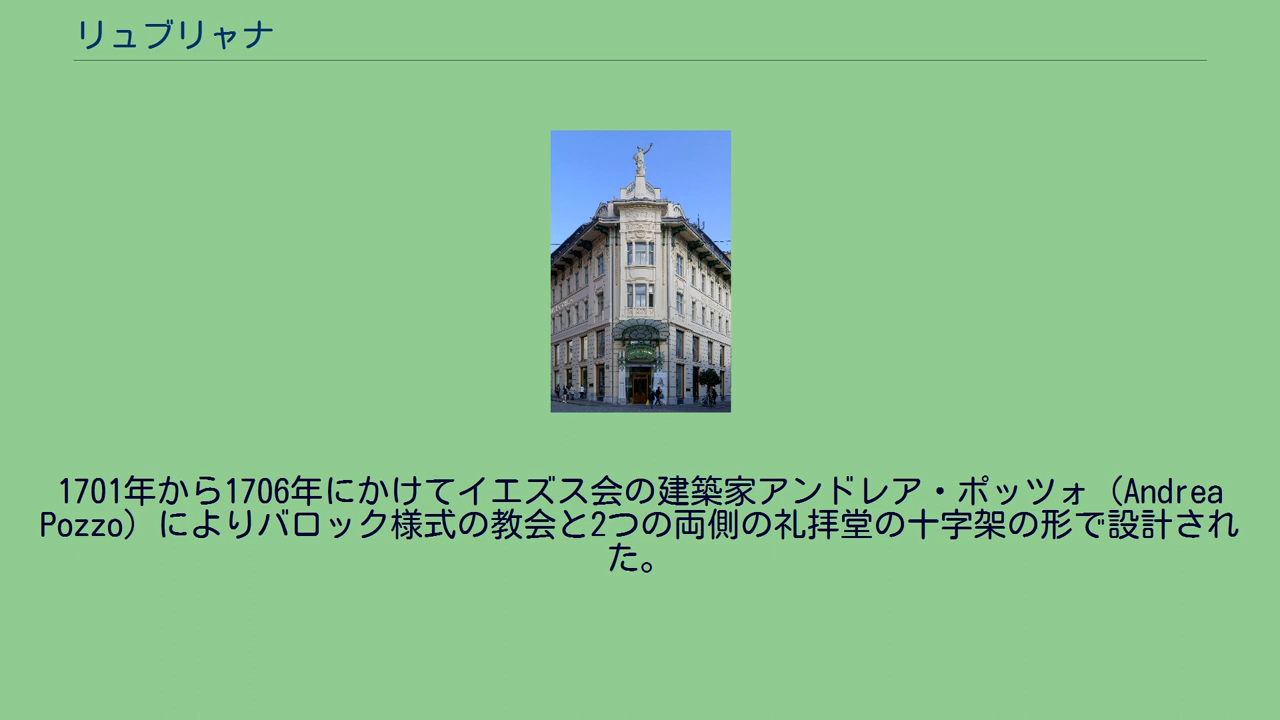 リュブリャナ
1701年から1706年にかけてイエズス会の建築家アンドレア・ポッツォ（Andrea
Pozzo）によりバロック様式の教会と2つの両側の礼拝堂の十字架の形で設計され
た。